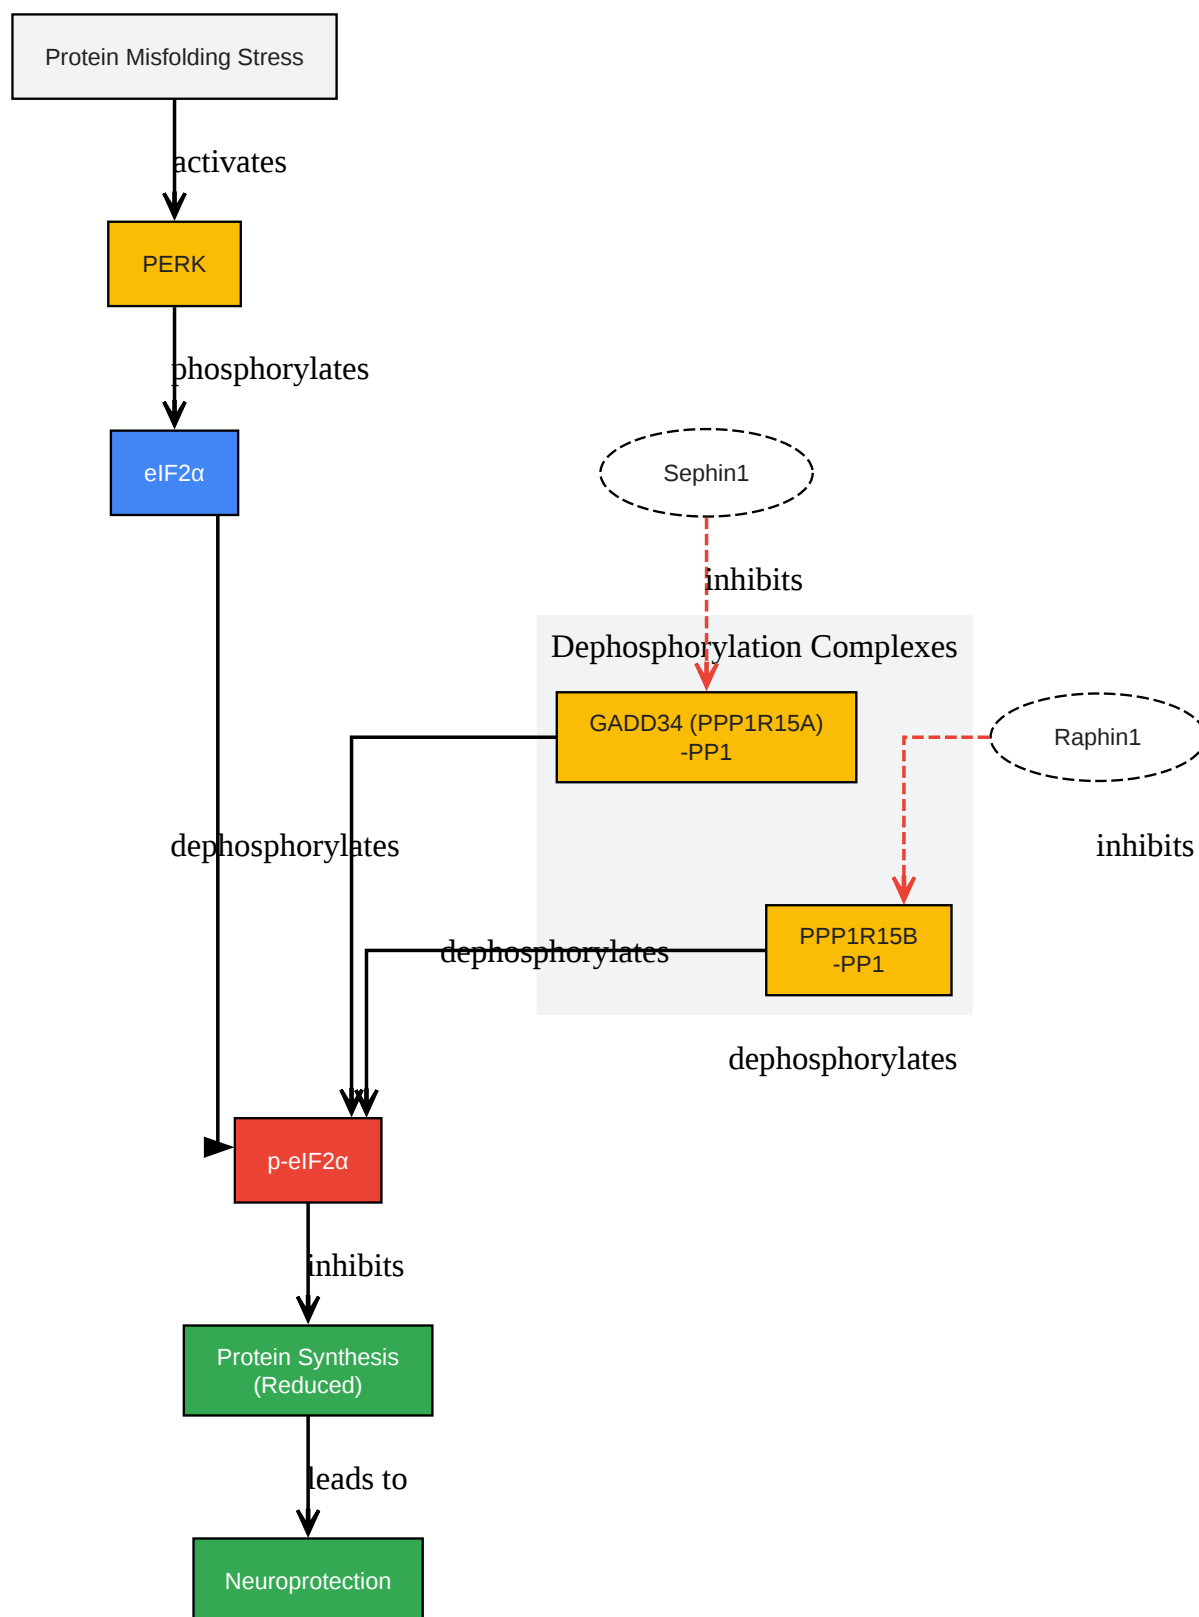 Protein Misfolding Stress
activates
PERK
phosphorylates
eIF2α
Sephin1
inhibits
Dephosphorylation Complexes
GADD34 (PPP1R15A)
-PP1
Raphin1
dephosphorylates
inhibits
PPP1R15B
-PP1
dephosphorylates
dephosphorylates
p-eIF2α
inhibits
Protein Synthesis
(Reduced)
leads to
Neuroprotection